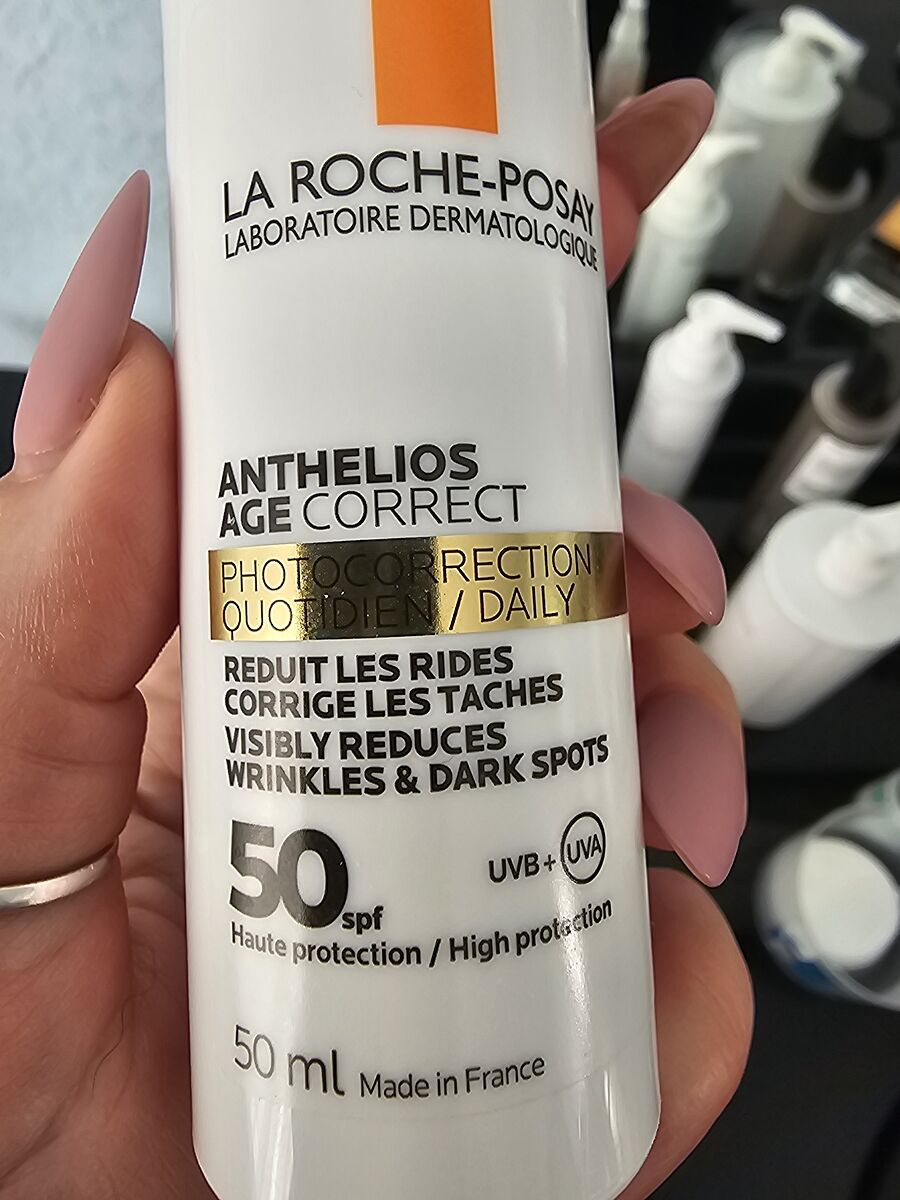 LA ROCHE-POSAY
LABORATOIRE DERMATOLOGIQUE
ANTHELIOS
AGE CORRECT
PHOTOCORRECTION
QUOTIDIEN / DAILY
REDUIT LES RIDES
CORRIGE LES TACHES
VISIBLY REDUCES
WRINKLES & DARK SPOTS
50 spf
UVB + UVA
Haute protection / High protection
50 ml Made in France